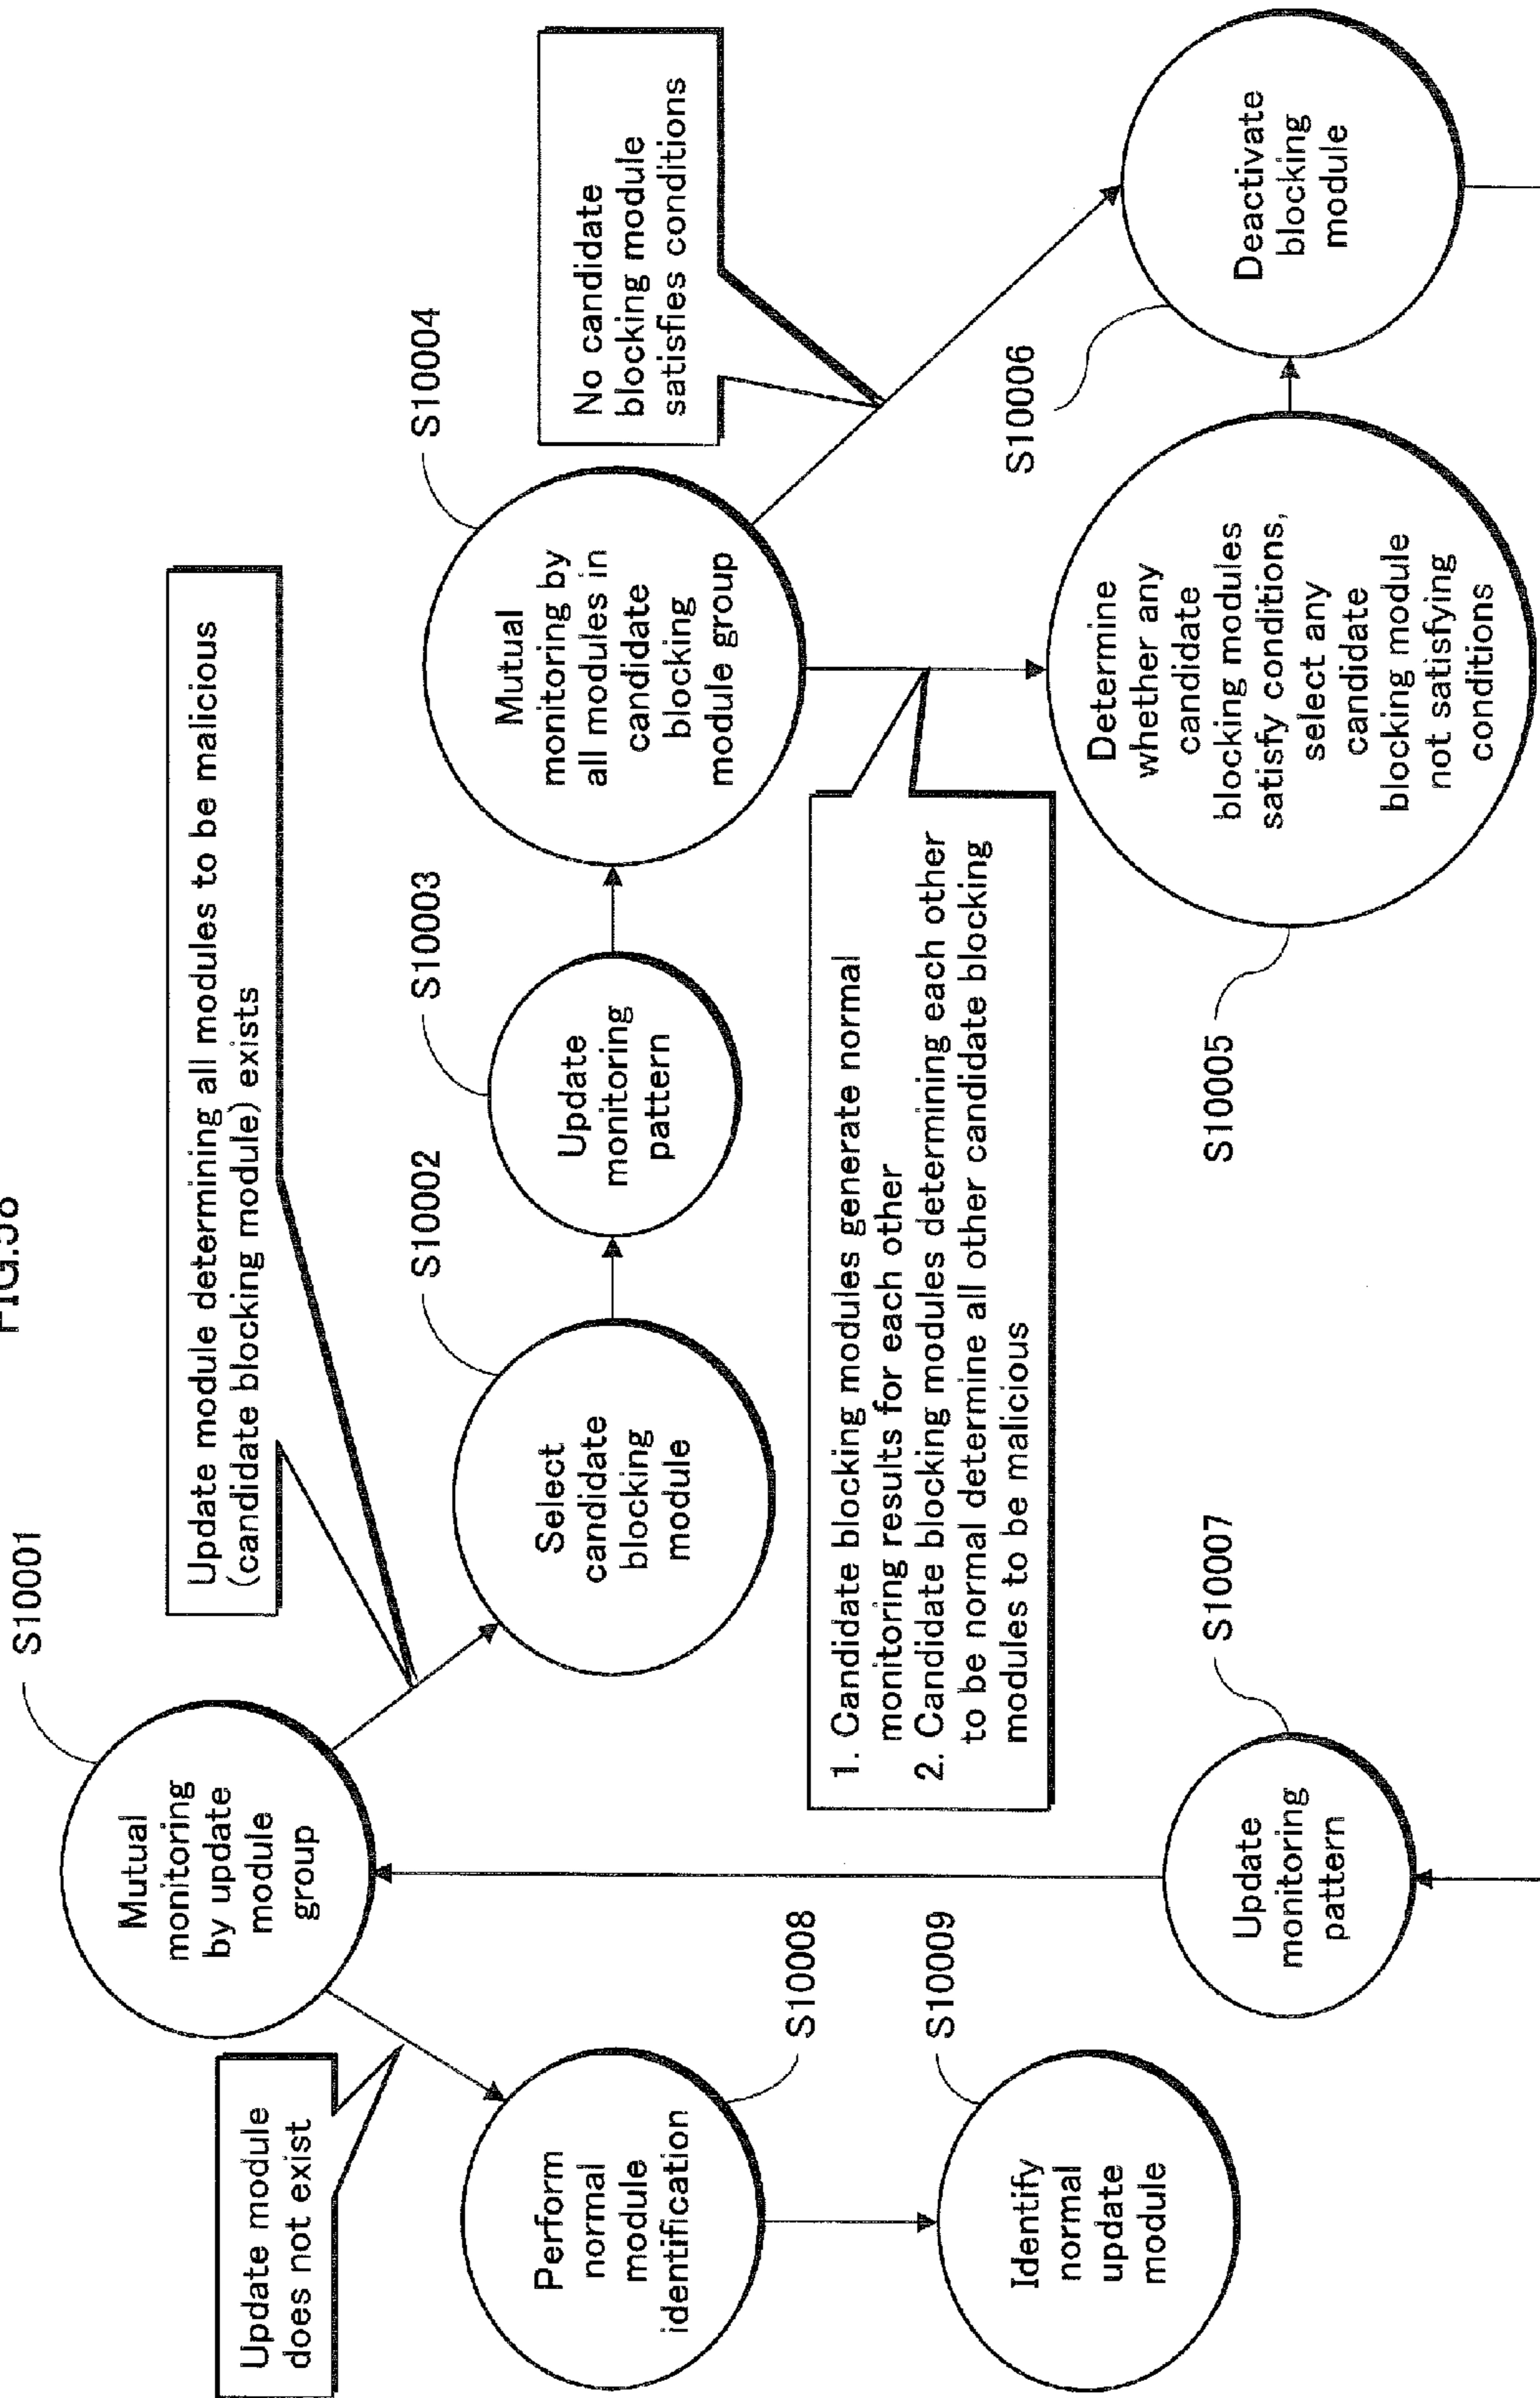 S10001
Mutual
monitoring
by update
module
group
Update module determining all modules to be malicious
(candidate blocking module) exists
Update module
does not exist
S10002
Select
candidate
blocking
module
S10003
Update
monitoring
pattern
S10004
Mutual
monitoring by
all modules in
candidate
blocking
module group
No candidate
blocking module
satisfies conditions
S10008
Perform
normal
module
identification
S10009
Identify
normal
update
module
1. Candidate blocking modules generate normal
monitoring results for each other
2. Candidate blocking modules determining each other
to be normal determine all other candidate blocking
modules to be malicious
S10007
Update
monitoring
pattern
S10005
Determine
whether any
candidate
blocking modules
satisfy conditions,
select any
candidate
blocking module
not satisfying
conditions
S10006
Deactivate
blocking
module